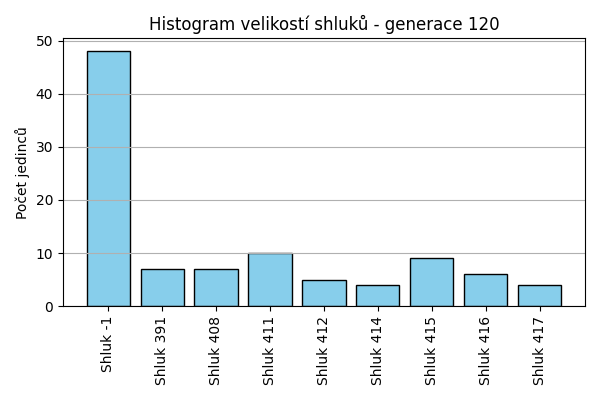 Histogram velikostí shluků - generace 120
Počet jedinců
50
40
30
20
10
0
Shluk -1
Shluk 391
Shluk 408
Shluk 411
Shluk 412
Shluk 414
Shluk 415
Shluk 416
Shluk 417